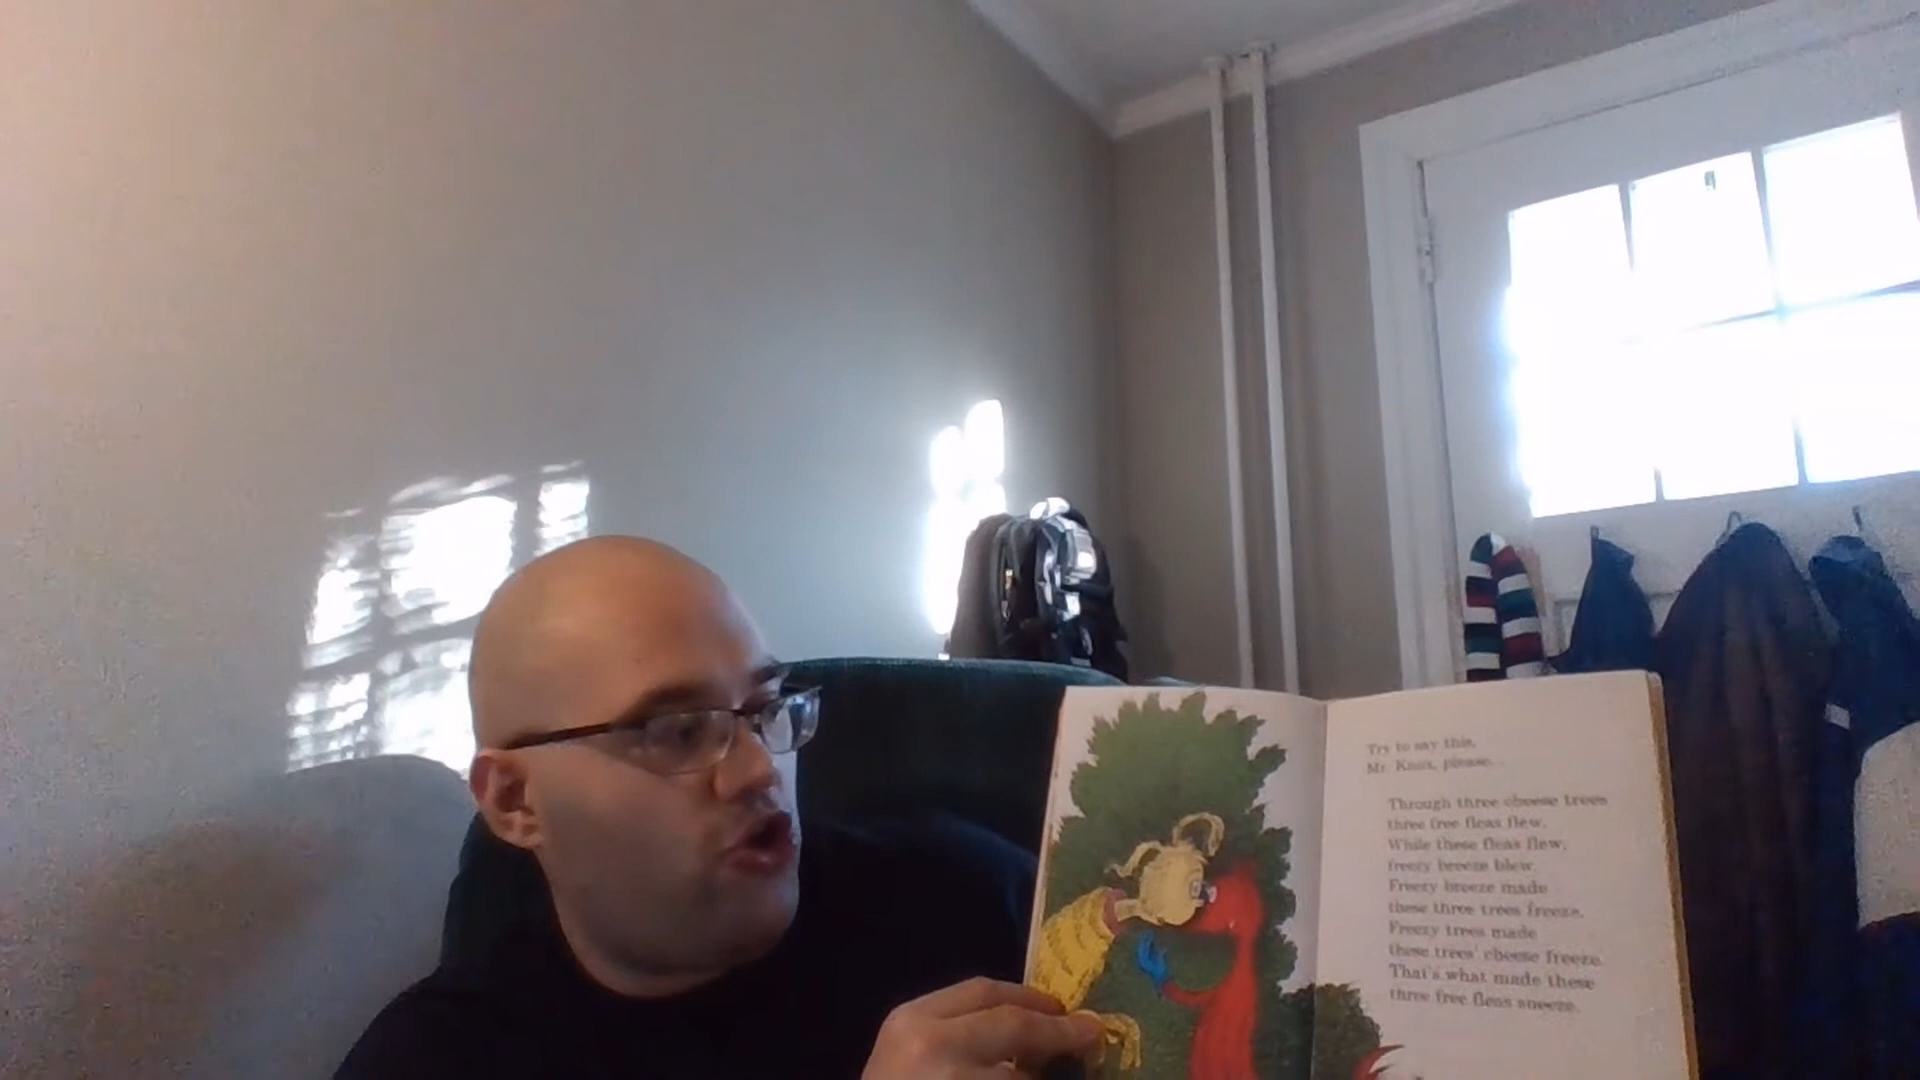 Try to say this,
Mr. Knox, please...
Through three cheese trees
three free fleas flew.
While these fleas flew,
freezy breeze blew.
Freezy breeze made
these three trees freeze.
Freezy trees made
these trees' cheese freeze.
That's what made these
three free fleas sneeze.